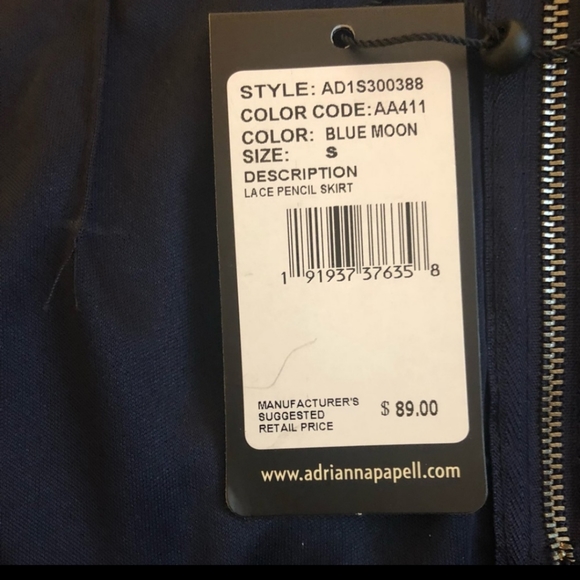 STYLE: AD1S300388
COLOR CODE: AA411
COLOR: BLUE MOON
SIZE: S
DESCRIPTION
LACE PENCIL SKIRT
1 91937 37635 8
MANUFACTURER'S
SUGGESTED
RETAIL PRICE
$ 89.00
www.adriannapapell.com